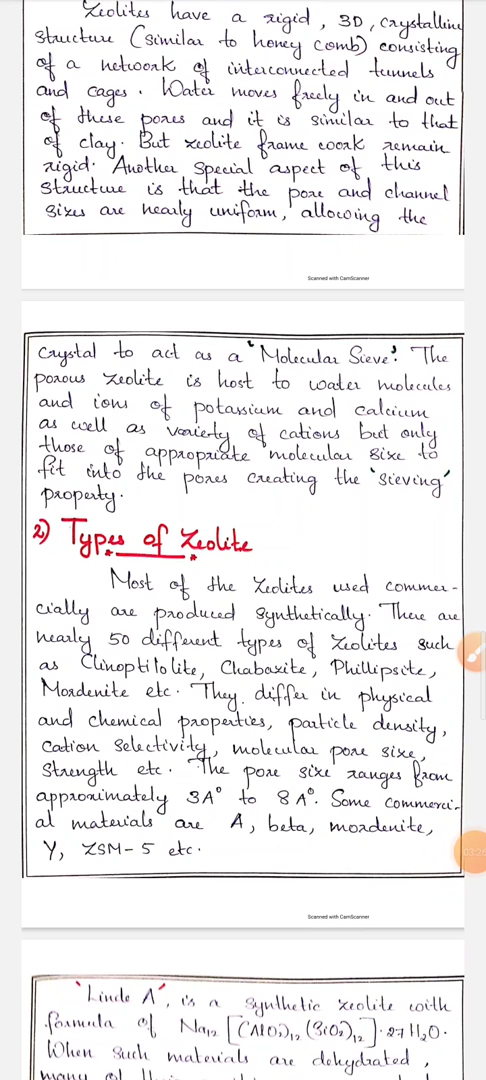 Zeolites have a rigid, 3D, crystalline
structure (similar to honey comb) consisting
of a network of interconnected tunnels
and cages. Water moves freely in and out
of these pores and it is similar to that
of clay. But zeolite frame work remain
rigid. Another special aspect of this
structure is that the pore and channel
sizes are nearly uniform, allowing the
Scanned with CamScanner
crystal to act as a 'Molecular Sieve'. The
porous zeolite is host to water molecules
and ions of potassium and calcium
as well as variety of cations but only
those of appropriate molecular size to
fit into the pores creating the 'sieving'
property.
2) Types of Zeolite
Most of the Zeolites used commer-
cially are produced synthetically. There are
nearly 50 different types of Zeolites such
as Clinoptilolite, Chabazite, Phillipsite,
Mordenite etc. They differ in physical
and chemical properties, particle density,
Cation selectivity, molecular pore size,
strength etc. The pore size ranges from
approximately 3A° to 8A°. Some commerci-
al materials are A, beta, mordenite,
Y, ZSM-5 etc.
03:26
Scanned with CamScanner
'Linde A', is a synthetic zeolite with
formula of Na12 [(AlO2)12 (SiO2)12].27H2O.
When such materials are dehydrated,